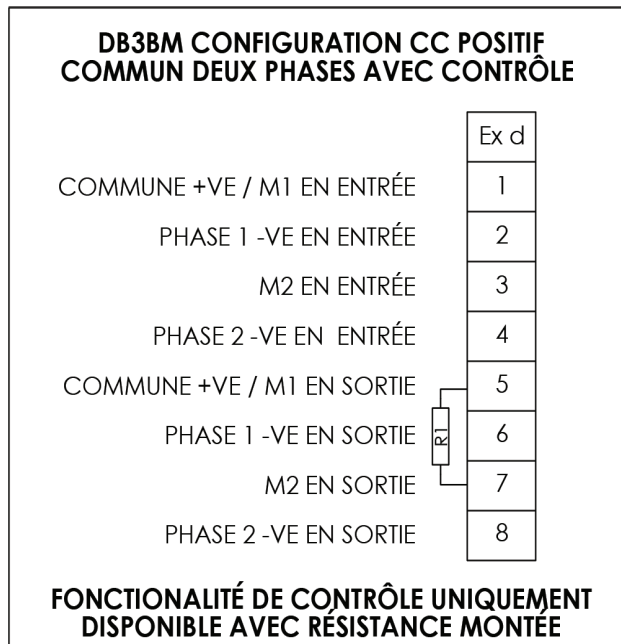 DB3BM CONFIGURATION CC POSITIF
COMMUN DEUX PHASES AVEC CONTRÔLE
Ex d
COMMUNE +VE / M1 EN ENTRÉE 1
PHASE 1 -VE EN ENTRÉE 2
M2 EN ENTRÉE 3
PHASE 2 -VE EN ENTRÉE 4
COMMUNE +VE / M1 EN SORTIE 5
PHASE 1 -VE EN SORTIE R1 6
M2 EN SORTIE 7
PHASE 2 -VE EN SORTIE 8
FONCTIONALITÉ DE CONTRÔLE UNIQUEMENT
DISPONIBLE AVEC RÉSISTANCE MONTÉE